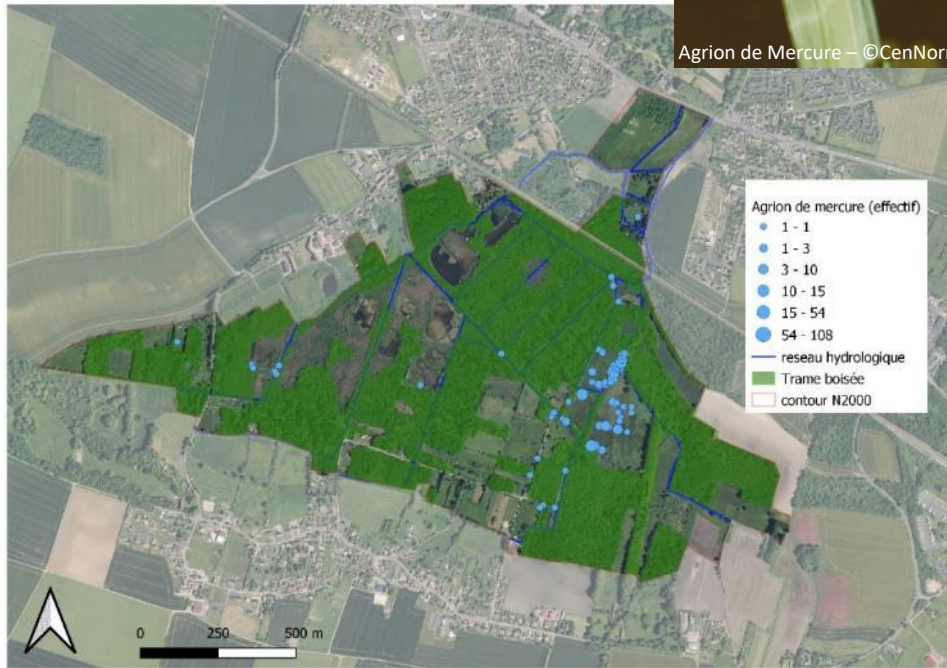 Agrion de Mercure – ©CenNor
Agrion de mercure (effectif)
1 - 1
1 - 3
3 - 10
10 - 15
15 - 54
54 - 108
reseau hydrologique
Trame boisée
contour N2000
0 250 500 m